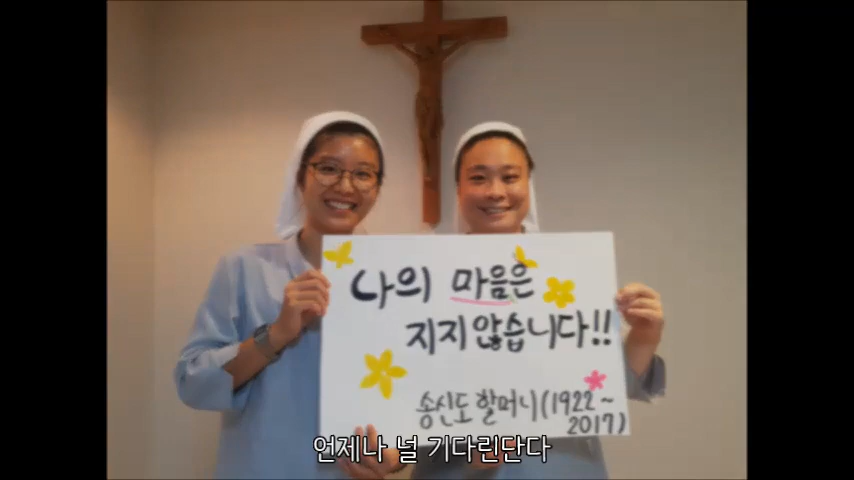 나의 마음은
지지않습니다!!
송신도 할머니(1922~
2017)
언제나 널 기다린단다